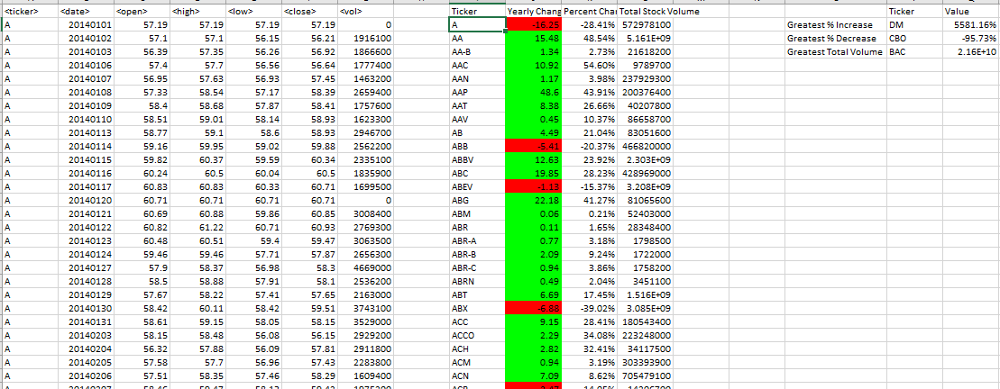 <ticker> <date> <open> <high> <low> <close> <vol> Ticker Yearly Chang Percent Chan Total Stock Volume Ticker Value
A 20140101 57.19 57.19 57.19 57.19 0 A -16.25 -28.41% 572978100 Greatest % Increase DM 5581.16%
A 20140102 57.1 57.1 56.15 56.21 1916100 AA 15.48 48.54% 5.161E+09 Greatest % Decrease CBO -95.73%
A 20140103 56.39 57.35 56.26 56.92 1866600 AA-B 1.34 2.73% 21618200 Greatest Total Volume BAC 2.16E+10
A 20140106 57.4 57.7 56.56 56.64 1777400 AAC 10.92 54.60% 9789700
A 20140107 56.95 57.63 56.93 57.45 1463200 AAN 1.17 3.98% 237929300
A 20140108 57.33 58.54 57.17 58.39 2659400 AAP 48.6 43.91% 200376400
A 20140109 58.4 58.68 57.87 58.41 1757600 AAT 8.38 26.66% 40207800
A 20140110 58.51 59.01 58.14 58.93 1623300 AAV 0.45 10.37% 86658700
A 20140113 58.77 59.1 58.6 58.93 2946700 AB 4.49 21.04% 83051600
A 20140114 59.16 59.95 59.02 59.88 2562200 ABB -5.41 -20.37% 466820000
A 20140115 59.82 60.37 59.59 60.34 2335100 ABBV 12.63 23.92% 2.303E+09
A 20140116 60.24 60.5 60.04 60.5 1835900 ABC 19.85 28.23% 428969000
A 20140117 60.83 60.83 60.33 60.71 1699500 ABEV -1.13 -15.37% 3.208E+09
A 20140120 60.71 60.71 60.71 60.71 0 ABG 22.18 41.27% 81065600
A 20140121 60.69 60.88 59.86 60.85 3008400 ABM 0.06 0.21% 52403000
A 20140122 60.82 61.22 60.71 60.93 2769300 ABR 0.11 1.65% 28348400
A 20140123 60.48 60.51 59.4 59.47 3063500 ABR-A 0.77 3.18% 1798500
A 20140124 59.46 59.46 57.71 57.87 2656300 ABR-B 2.09 9.24% 1722000
A 20140127 57.9 58.37 56.98 58.3 4669000 ABR-C 0.94 3.86% 1758200
A 20140128 58.5 58.88 57.91 58.1 2536200 ABRN 0.49 2.04% 3451100
A 20140129 57.67 58.22 57.41 57.65 2163000 ABT 6.69 17.45% 1.516E+09
A 20140130 58.42 60.11 58.42 59.51 3743100 ABX -6.88 -39.02% 3.085E+09
A 20140131 58.61 59.15 58.05 58.15 3529000 ACC 9.15 28.41% 180543400
A 20140203 58.15 58.48 56.08 56.15 2929200 ACCO 2.29 34.08% 223248000
A 20140204 56.32 57.88 56.09 57.81 2911800 ACH 2.82 32.41% 34117500
A 20140205 57.58 57.7 56.96 57.43 2283800 ACM 0.94 3.19% 303393900
A 20140206 57.51 58.35 57.46 58.29 1609400 ACN 7.09 8.62% 705479100